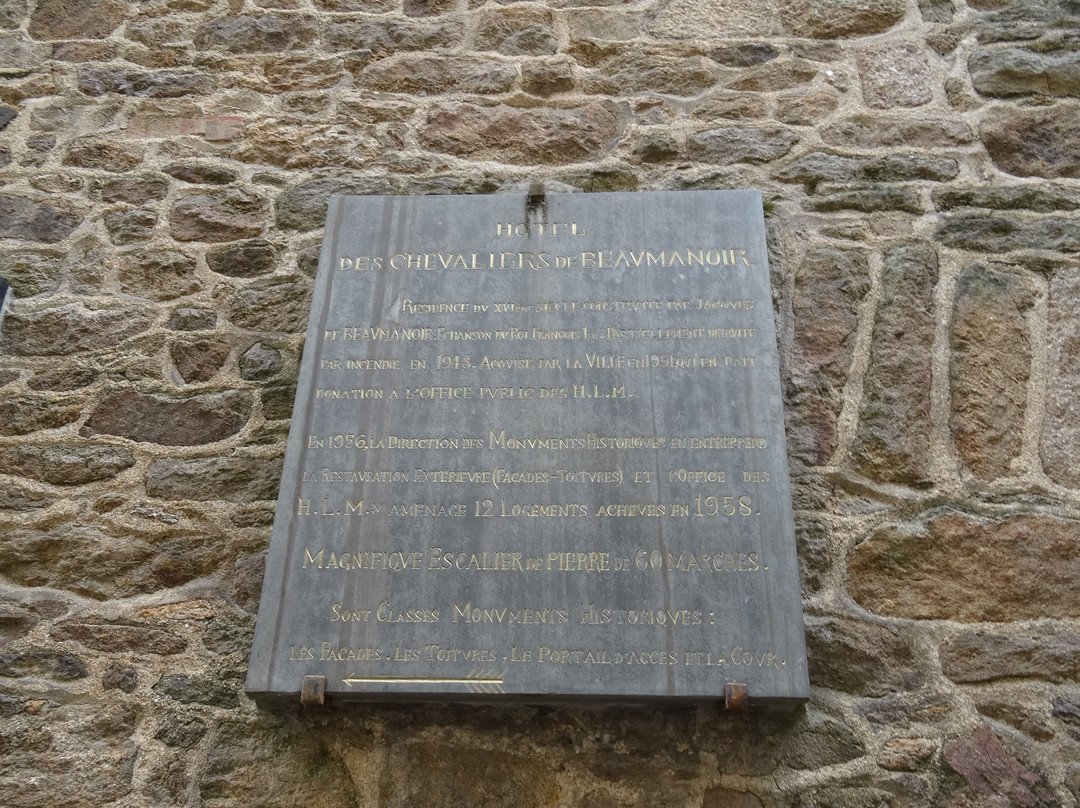 HOTEL
DES CHEVALIERS DE BEAVMANOIR
RESIDENCE DV XVIme SIECLE CONSTRVITE PAR JACQVES
DE BEAVMANOIR. ECHANSON DV ROI FRANCOIS Ier. PARTIELLEMENT DETRVITE
PAR INCENDIE EN 1943. ACQVISE PAR LA VILLE EN 1951 QVI EN FAIT
DONATION A L'OFFICE PVBLIC DES H.L.M.
EN 1956, LA DIRECTION DES MONVMENTS HISTORIQVES EN ENTREPREND
LA RESTAVRATION EXTERIEVRE (FACADES-TOITVRES) ET L'OFFICE DES
H.L.M. Y AMENAGE 12 LOGEMENTS ACHEVES EN 1958.
MAGNIFIQVE ESCALIER DE PIERRE DE 60 MARCHES.
SONT CLASSES MONVMENTS HISTORIQVES :
LES FACADES, LES TOITVRES, LE PORTAIL D'ACCES ET LA COVR.